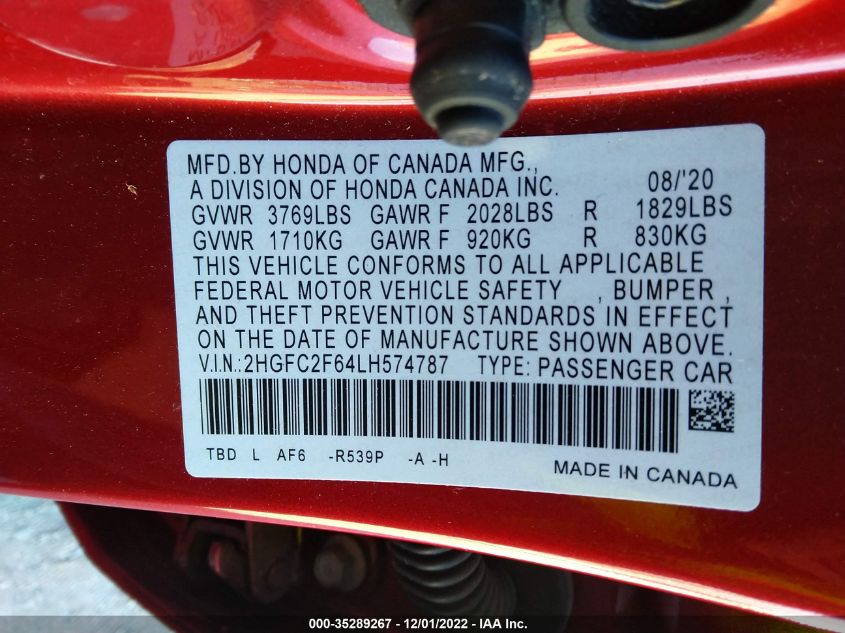 MFD.BY HONDA OF CANADA MFG.,
A DIVISION OF HONDA CANADA INC. 08/'20
GVWR 3769LBS GAWR F 2028LBS R 1829LBS
GVWR 1710KG GAWR F 920KG R 830KG
THIS VEHICLE CONFORMS TO ALL APPLICABLE
FEDERAL MOTOR VEHICLE SAFETY , BUMPER ,
AND THEFT PREVENTION STANDARDS IN EFFECT
ON THE DATE OF MANUFACTURE SHOWN ABOVE.
V.I.N.:2HGFC2F64LH574787 TYPE: PASSENGER CAR
TBD L AF6 -R539P -A -H
MADE IN CANADA
000-35289267 - 12/01/2022 - IAA Inc.